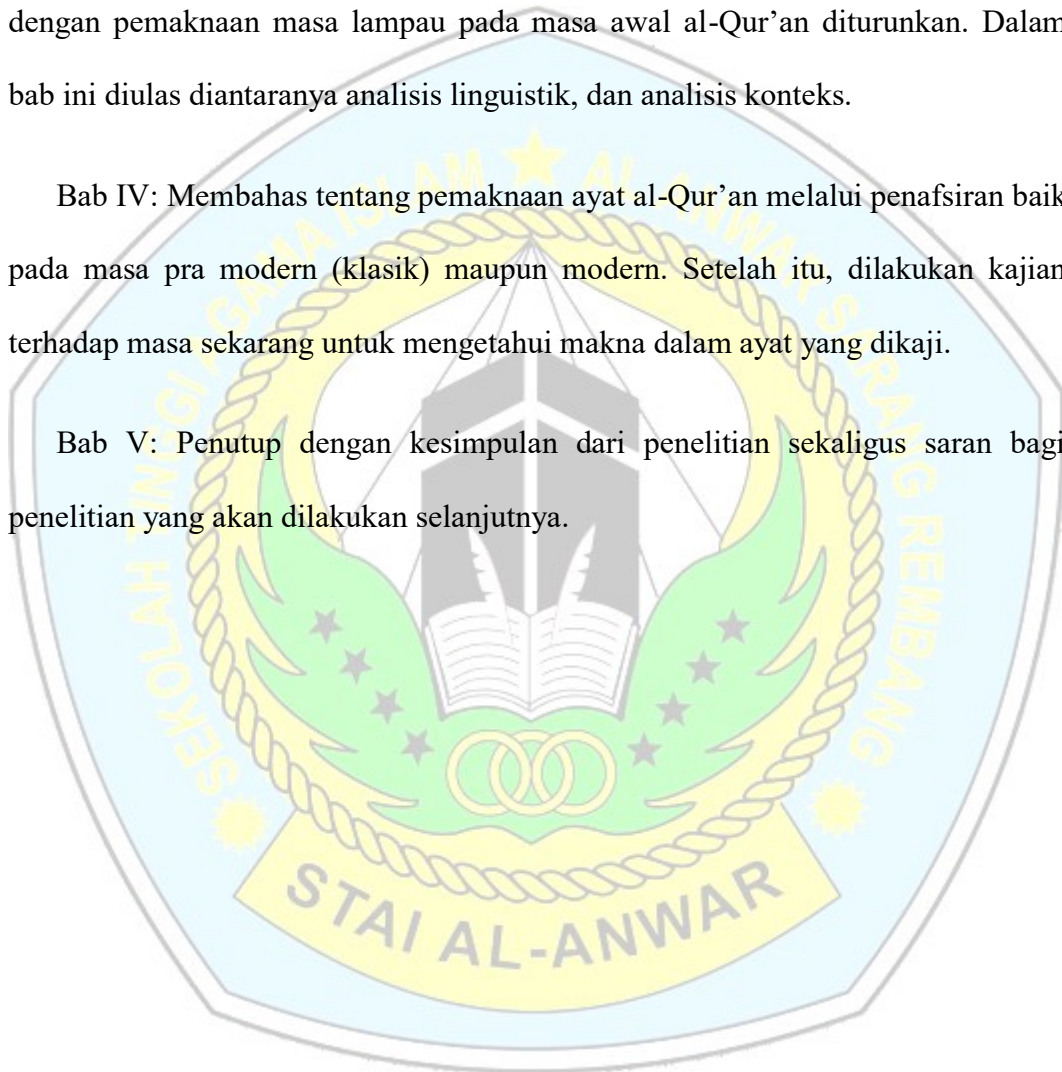 dengan pemaknaan masa lampau pada masa awal al-Qur’an diturunkan. Dalam
bab ini diulas diantaranya analisis linguistik, dan analisis konteks.
Bab IV: Membahas tentang pemaknaan ayat al-Qur’an melalui penafsiran baik
pada masa pra modern (klasik) maupun modern. Setelah itu, dilakukan kajian
terhadap masa sekarang untuk mengetahui makna dalam ayat yang dikaji.
Bab V: Penutup dengan kesimpulan dari penelitian sekaligus saran bagi
penelitian yang akan dilakukan selanjutnya.
SEKOLAH TINGGI AGAMA ISLAM AL-ANWAR SARANG REMBANG
STAI AL-ANWAR